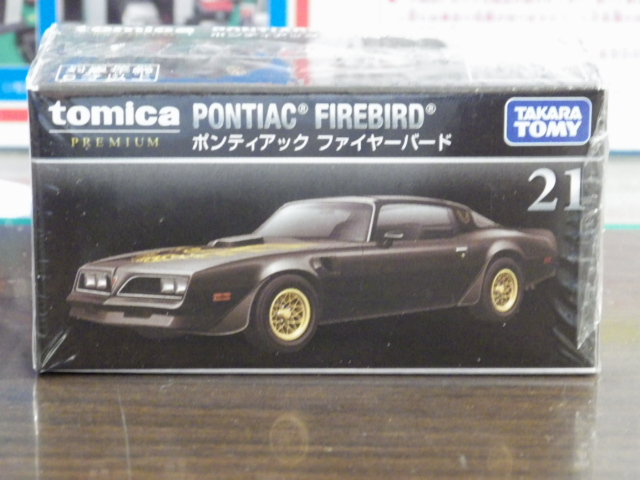 tomica
PREMIUM
PONTIAC® FIREBIRD®
ポンティアック ファイヤーバード
TAKARA
TOMY
21